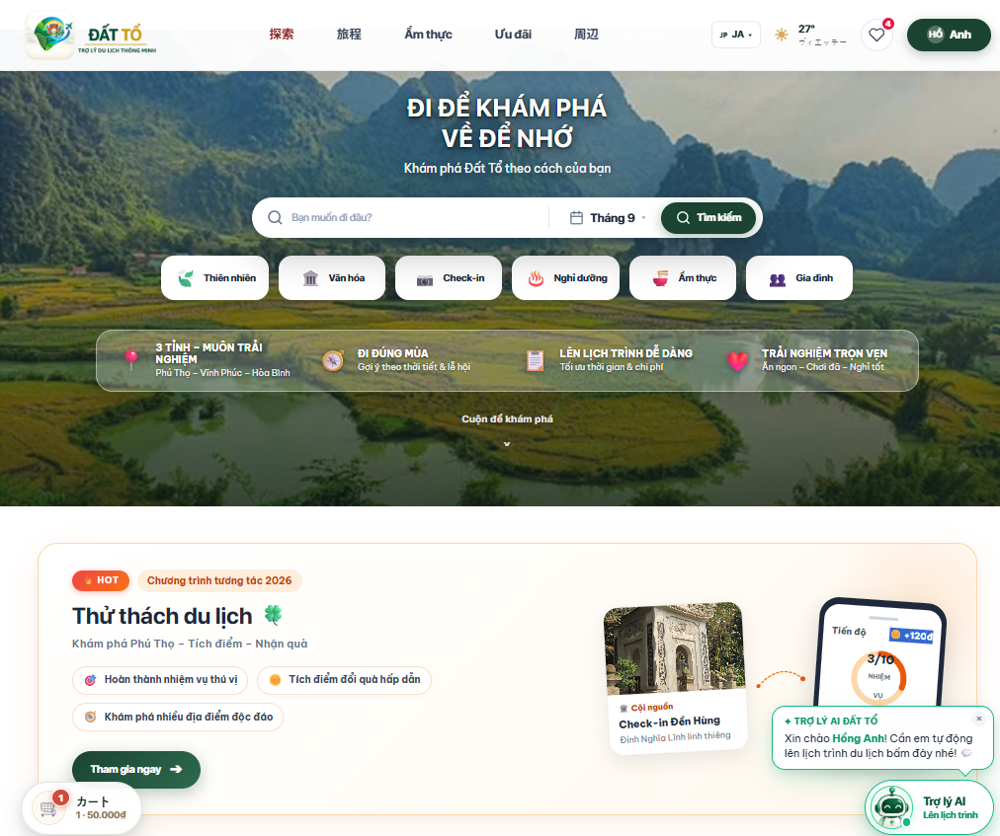 ĐẤT TỔ
TRỢ LÝ DU LỊCH THÔNG MINH
探索
旅程
Ẩm thực
Ưu đãi
周辺
JP JA
27°
ヴィエッチー
4
HỒ Anh
ĐI ĐỂ KHÁM PHÁ
VỀ ĐỂ NHỚ
Khám phá Đất Tổ theo cách của bạn
Bạn muốn đi đâu?
Tháng 9
Tìm kiếm
Thiên nhiên
Văn hóa
Check-in
Nghỉ dưỡng
Ẩm thực
Gia đình
3 TỈNH – MUÔN TRẢI
NGHIỆM
Phú Thọ – Vĩnh Phúc – Hòa Bình
ĐI ĐÚNG MÙA
Gợi ý theo thời tiết & lễ hội
LÊN LỊCH TRÌNH DỄ DÀNG
Tối ưu thời gian & chi phí
TRẢI NGHIỆM TRỌN VẸN
Ăn ngon – Chơi đã – Nghỉ tốt
Cuộn để khám phá
HOT
Chương trình tương tác 2026
Thử thách du lịch
Khám phá Phú Thọ – Tích điểm – Nhận quà
Hoàn thành nhiệm vụ thú vị
Tích điểm đổi quà hấp dẫn
Khám phá nhiều địa điểm độc đáo
Tham gia ngay →
Cội nguồn
Check-in Đền Hùng
Đỉnh Nghĩa Lĩnh linh thiêng
Tiến độ
+120đ
3/10
NHIỆM
VỤ
✦ TRỢ LÝ AI ĐẤT TỔ
×
Xin chào Hồng Anh! Cần em tự động
lên lịch trình du lịch bấm đây nhé!
1
カート
1 · 50.000₫
Trợ lý AI
Lên lịch trình